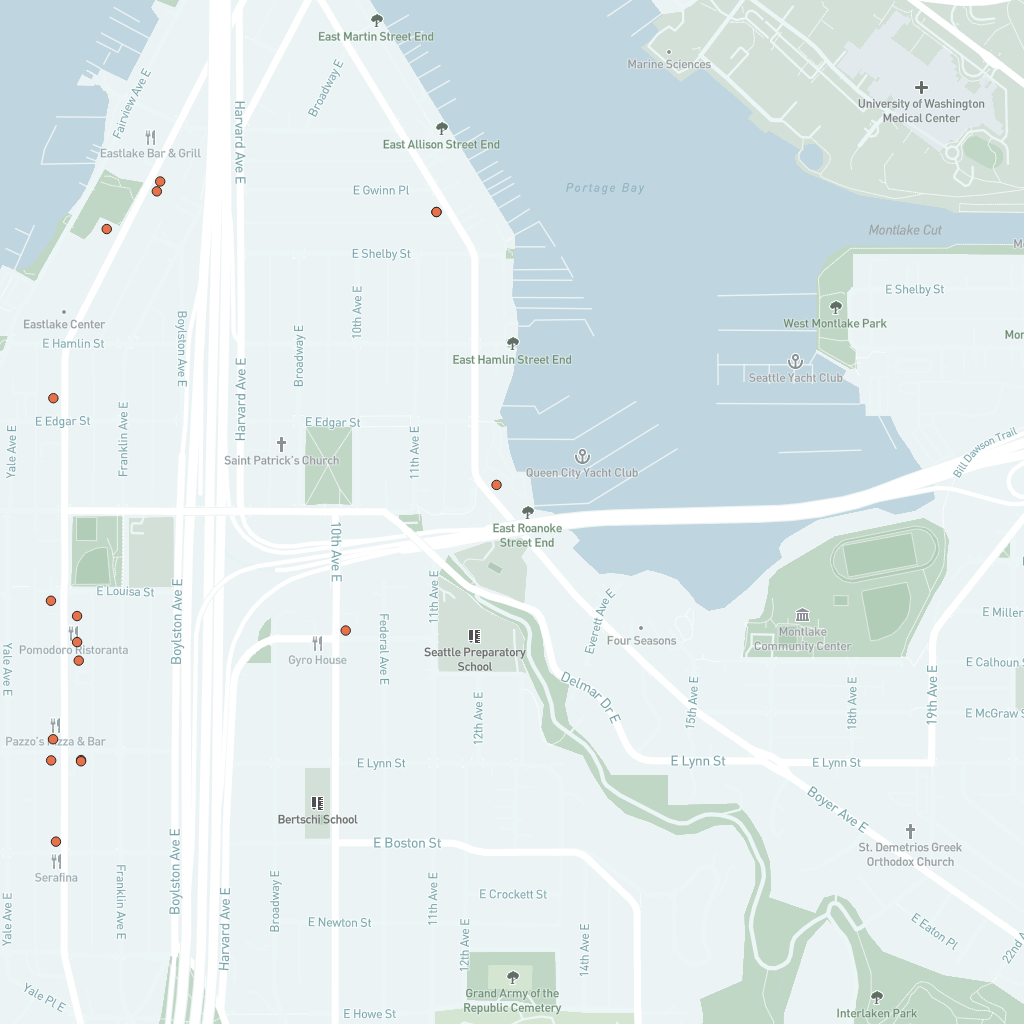 East Martin Street End
Marine Sciences
Fairview Ave E
Broadway E
University of Washington
Medical Center
Harvard Ave E
East Allison Street End
Eastlake Bar & Grill
E Gwinn Pl
Portage Bay
Montlake Cut
E Shelby St
E Shelby St
10th Ave E
West Montlake Park
Eastlake Center
E Hamlin St
Boylston Ave E
Broadway E
East Hamlin Street End
Seattle Yacht Club
Harvard Ave E
E Edgar St
E Edgar St
Yale Ave E
Franklin Ave E
11th Ave E
Saint Patrick's Church
Queen City Yacht Club
Bill Dawson Trail
East Roanoke
Street End
10th Ave E
E Louisa St
11th Ave E
Boylston Ave E
Federal Ave E
Everett Ave E
E Miller
Four Seasons
Montlake
Community Center
Pomodoro Ristoranta
Gyro House
Seattle Preparatory
School
Yale Ave E
E Calhoun S
Delmar Dr E
12th Ave E
15th Ave E
18th Ave E
19th Ave E
E McGraw S
Pazzo's Pizza & Bar
E Lynn St
E Lynn St
E Lynn St
Boyer Ave E
Bertschi School
E Boston St
St. Demetrios Greek
Orthodox Church
Boylston Ave E
Serafina
Franklin Ave E
Yale Ave E
Harvard Ave E
Broadway E
11th Ave E
E Crockett St
E Newton St
12th Ave E
14th Ave E
E Eaton Pl
22nd A
Yale Pl E
Grand Army of the
Republic Cemetery
E Howe St
Interlaken Park